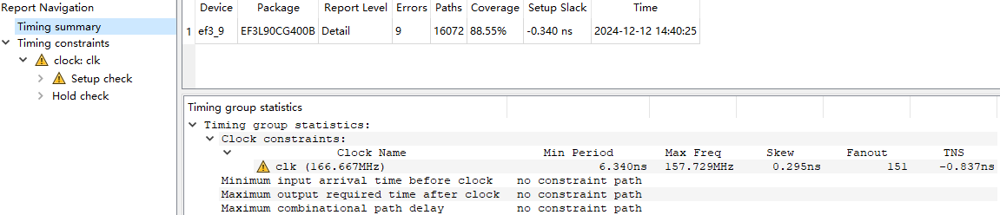 Report Navigation
Timing summary
Timing constraints
clock: clk
Setup check
Hold check
Device Package Report Level Errors Paths Coverage Setup Slack Time
1 ef3_9 EF3L90CG400B Detail 9 16072 88.55% -0.340 ns 2024-12-12 14:40:25
Timing group statistics
Timing group statistics:
Clock constraints:
Clock Name Min Period Max Freq Skew Fanout TNS
clk (166.667MHz) 6.340ns 157.729MHz 0.295ns 151 -0.837ns
Minimum input arrival time before clock no constraint path
Maximum output required time after clock no constraint path
Maximum combinational path delay no constraint path